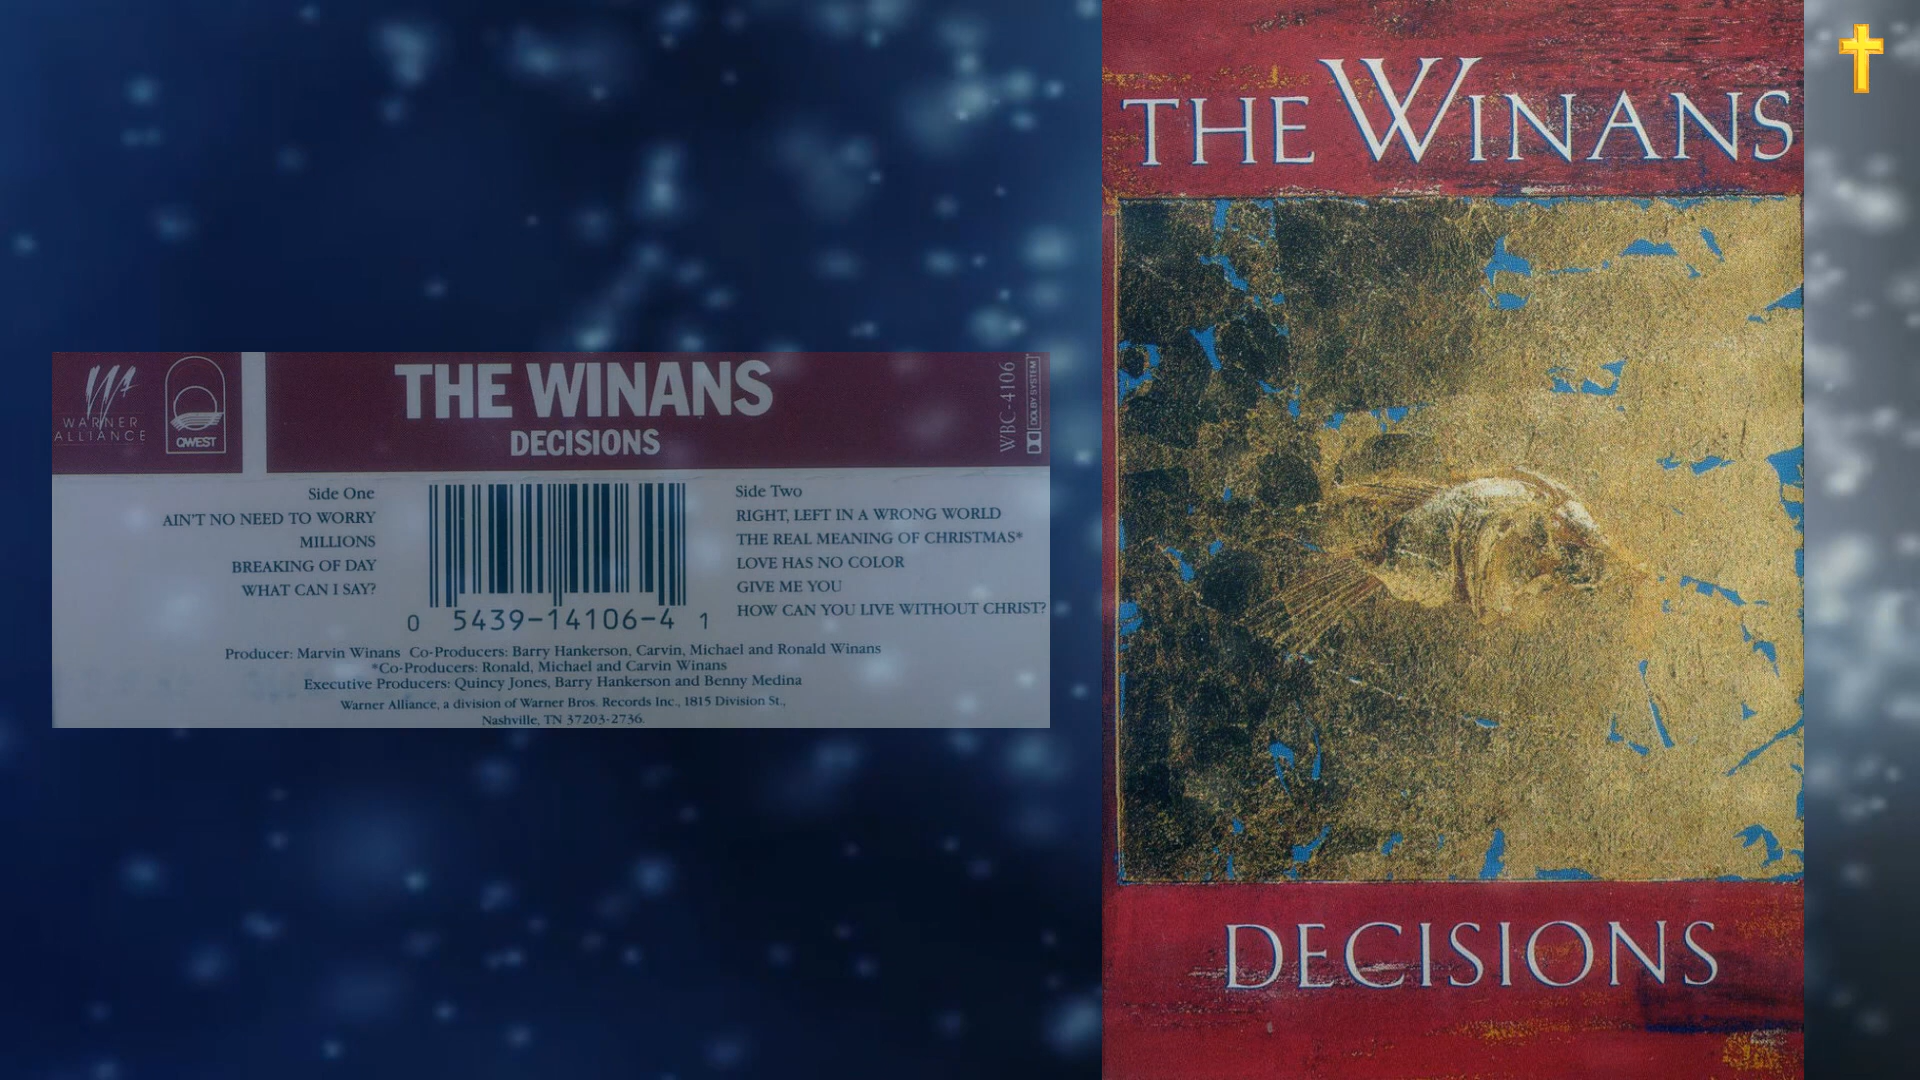 WARNER
ALLIANCE
QWEST
THE WINANS
DECISIONS
WBC-4106
DOLBY SYSTEM
Side One
AIN'T NO NEED TO WORRY
MILLIONS
BREAKING OF DAY
WHAT CAN I SAY?
0 5439-14106-4 1
Side Two
RIGHT, LEFT IN A WRONG WORLD
THE REAL MEANING OF CHRISTMAS*
LOVE HAS NO COLOR
GIVE ME YOU
HOW CAN YOU LIVE WITHOUT CHRIST?
Producer: Marvin Winans Co-Producers: Barry Hankerson, Carvin, Michael and Ronald Winans
*Co-Producers: Ronald, Michael and Carvin Winans
Executive Producers: Quincy Jones, Barry Hankerson and Benny Medina
Warner Alliance, a division of Warner Bros. Records Inc., 1815 Division St.,
Nashville, TN 37203-2736.
THE WINANS
DECISIONS